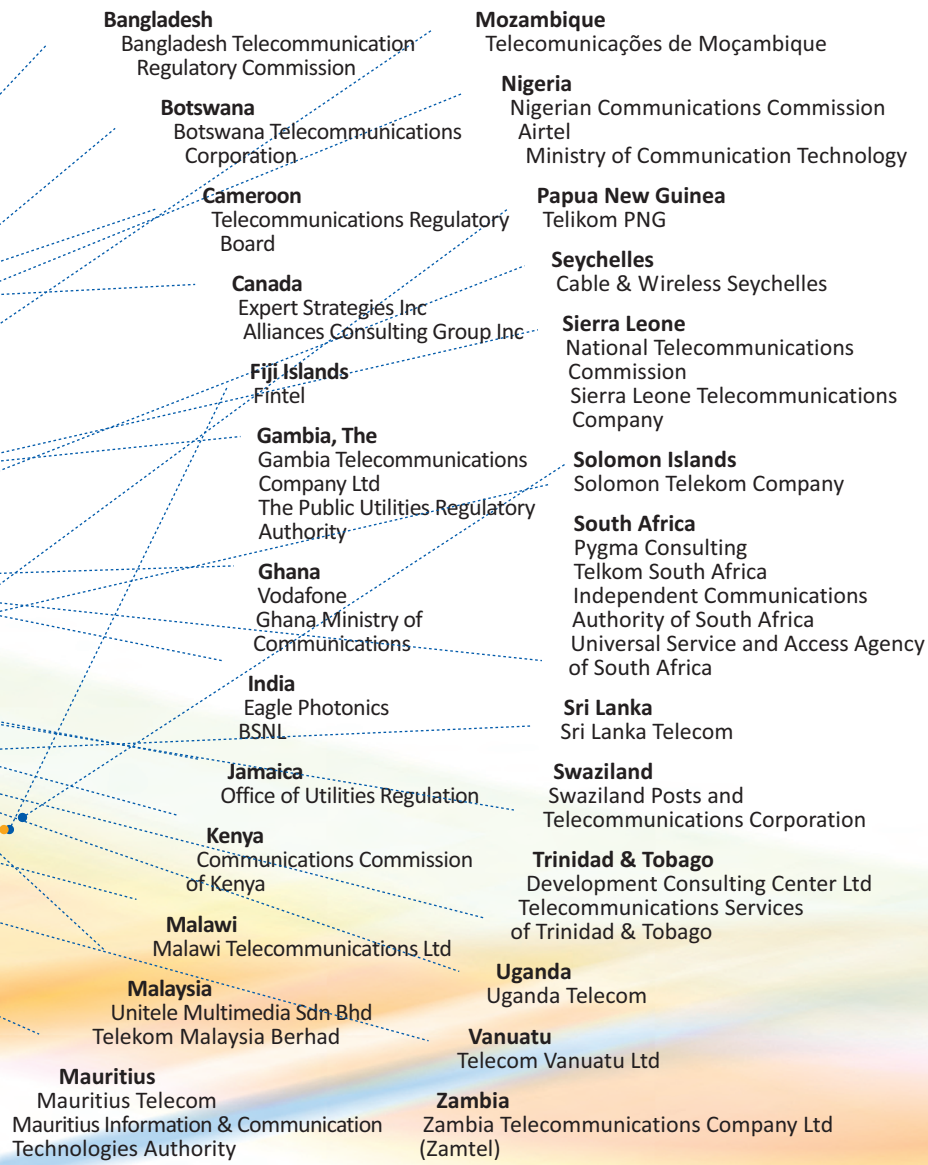 Bangladesh
Bangladesh Telecommunication
Regulatory Commission
Botswana
Botswana Telecommunications
Corporation
Cameroon
Telecommunications Regulatory
Board
Canada
Expert Strategies Inc
Alliances Consulting Group Inc
Fiji Islands
Fintel
Gambia, The
Gambia Telecommunications
Company Ltd
The Public Utilities Regulatory
Authority
Ghana
Vodafone
Ghana Ministry of
Communications
India
Eagle Photonics
BSNL
Jamaica
Office of Utilities Regulation
Kenya
Communications Commission
of Kenya
Malawi
Malawi Telecommunications Ltd
Malaysia
Unitele Multimedia Sdn Bhd
Telekom Malaysia Berhad
Mauritius
Mauritius Telecom
Mauritius Information & Communication
Technologies Authority
Mozambique
Telecomunicações de Moçambique
Nigeria
Nigerian Communications Commission
Airtel
Ministry of Communication Technology
Papua New Guinea
Telikom PNG
Seychelles
Cable & Wireless Seychelles
Sierra Leone
National Telecommunications
Commission
Sierra Leone Telecommunications
Company
Solomon Islands
Solomon Telekom Company
South Africa
Pygma Consulting
Telkom South Africa
Independent Communications
Authority of South Africa
Universal Service and Access Agency
of South Africa
Sri Lanka
Sri Lanka Telecom
Swaziland
Swaziland Posts and
Telecommunications Corporation
Trinidad & Tobago
Development Consulting Center Ltd
Telecommunications Services
of Trinidad & Tobago
Uganda
Uganda Telecom
Vanuatu
Telecom Vanuatu Ltd
Zambia
Zambia Telecommunications Company Ltd
(Zamtel)